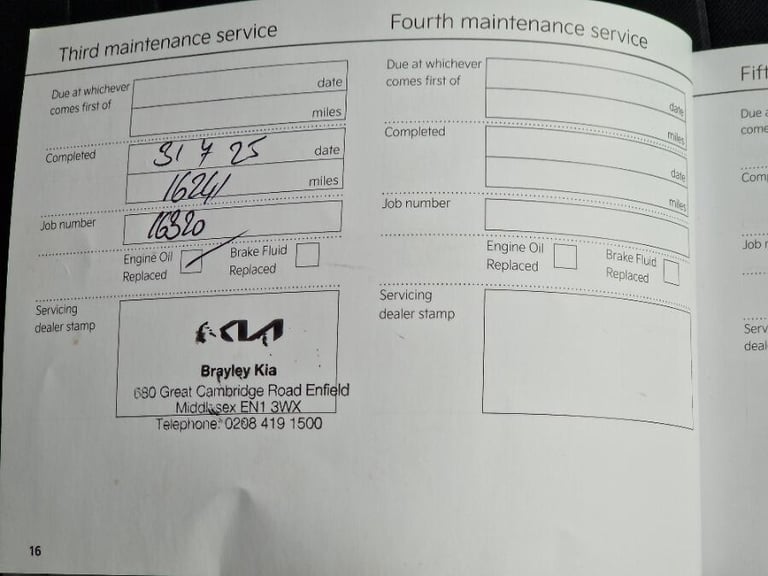 Third maintenance service
Due at whichever
comes first of
date
miles
Completed
31 7 25
date
16241
miles
Job number
16320
Engine Oil
Replaced
Brake Fluid
Replaced
Servicing
dealer stamp
KIA
Brayley Kia
680 Great Cambridge Road Enfield
Middlesex EN1 3WX
Telephone: 0208 419 1500
16
Fourth maintenance service
Due at whichever
comes first of
date
miles
Completed
date
miles
Job number
Engine Oil
Replaced
Brake Fluid
Replaced
Servicing
dealer stamp